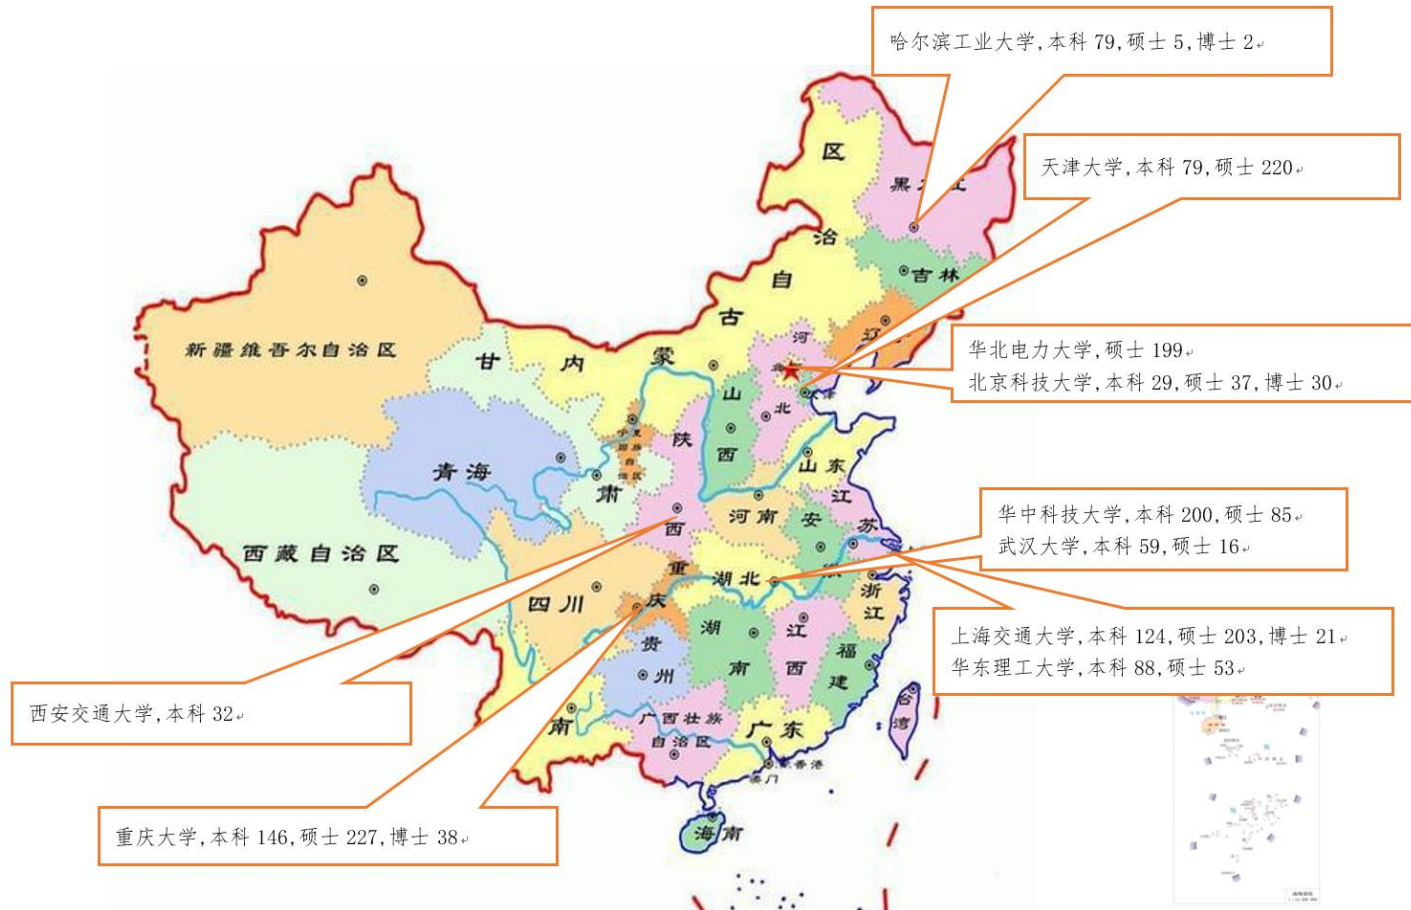 哈尔滨工业大学,本科 79,硕士 5,博士 2
天津大学,本科 79,硕士 220
华北电力大学,硕士 199
北京科技大学,本科 29,硕士 37,博士 30
华中科技大学,本科 200,硕士 85
武汉大学,本科 59,硕士 16
上海交通大学,本科 124,硕士 203,博士 21
华东理工大学,本科 88,硕士 53
西安交通大学,本科 32
重庆大学,本科 146,硕士 227,博士 38
黑
江
吉林
辽
内
蒙
古
自
治
区
新疆维吾尔自治区
甘
肃
青海
西藏自治区
宁夏
回族
自
治区
陕
西
山
西
河
北
天津
山东
河南
江
苏
安
湖北
重
庆
四川
贵
州
湖
南
江
西
浙
江
福
建
台
湾
南
广西壮族
自治区
广东
香港
澳门
海南